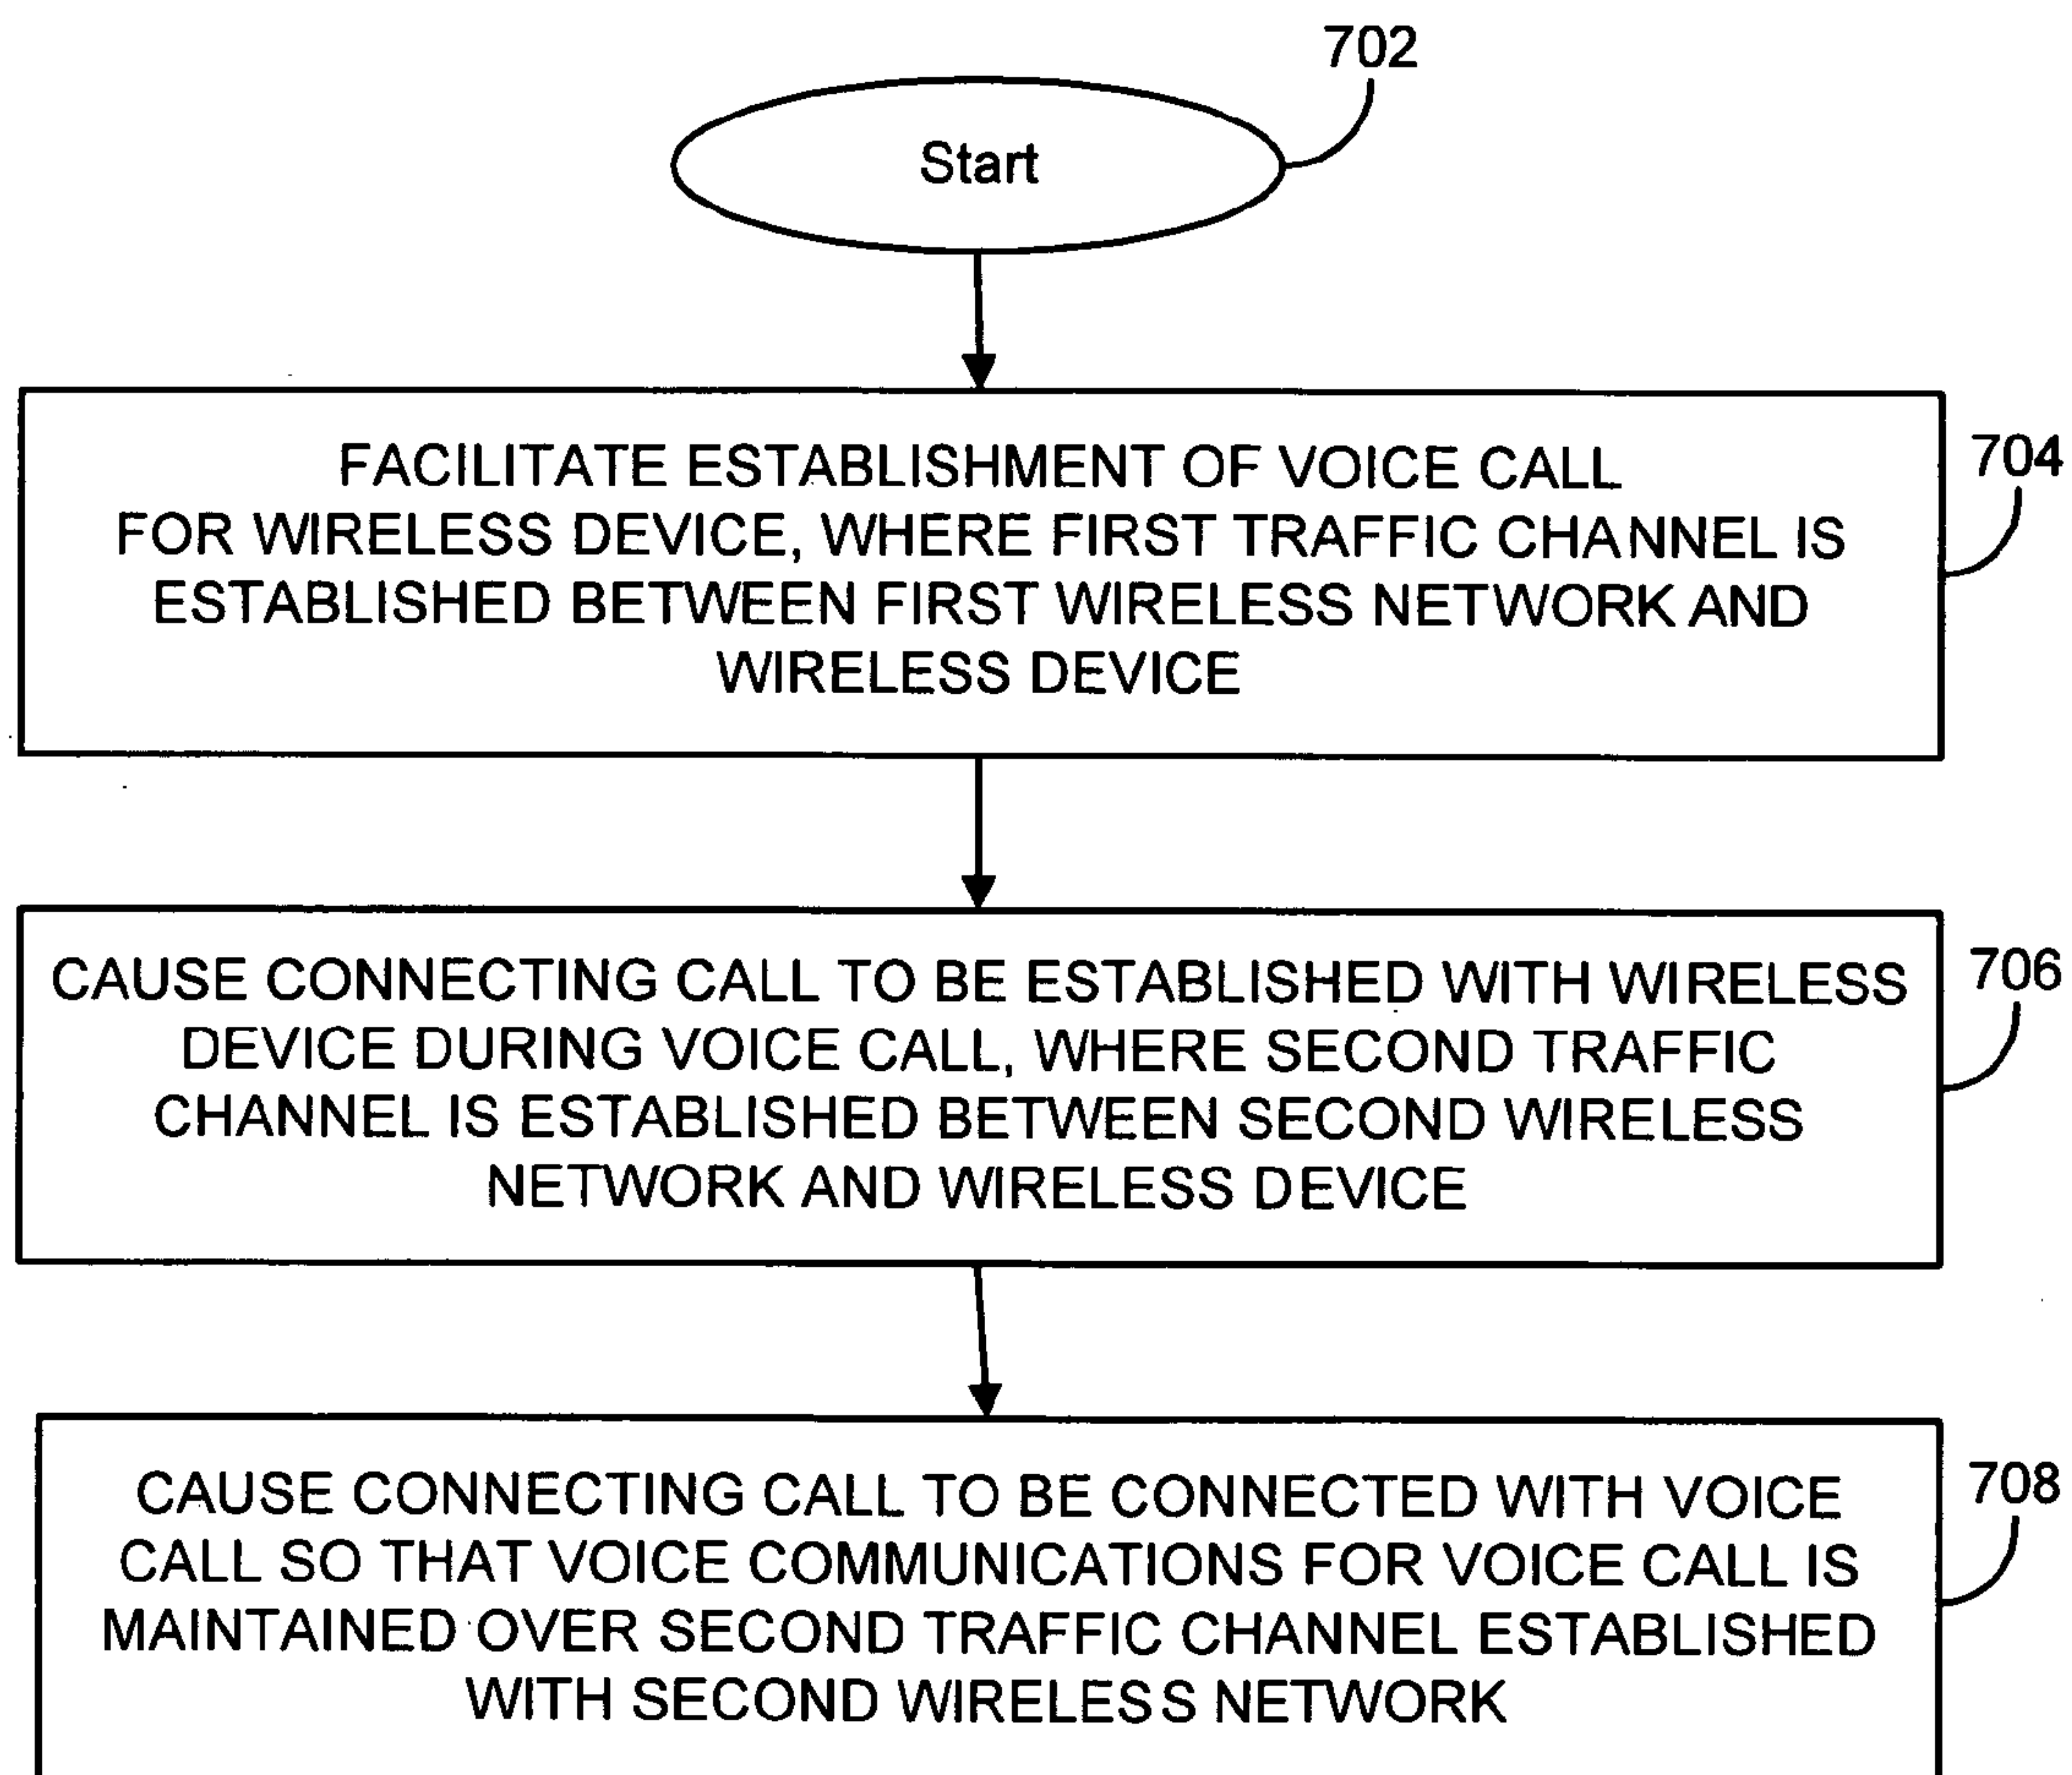 702
Start
704
FACILITATE ESTABLISHMENT OF VOICE CALL
FOR WIRELESS DEVICE, WHERE FIRST TRAFFIC CHANNEL IS
ESTABLISHED BETWEEN FIRST WIRELESS NETWORK AND
WIRELESS DEVICE
706
CAUSE CONNECTING CALL TO BE ESTABLISHED WITH WIRELESS
DEVICE DURING VOICE CALL, WHERE SECOND TRAFFIC
CHANNEL IS ESTABLISHED BETWEEN SECOND WIRELESS
NETWORK AND WIRELESS DEVICE
708
CAUSE CONNECTING CALL TO BE CONNECTED WITH VOICE
CALL SO THAT VOICE COMMUNICATIONS FOR VOICE CALL IS
MAINTAINED OVER SECOND TRAFFIC CHANNEL ESTABLISHED
WITH SECOND WIRELESS NETWORK